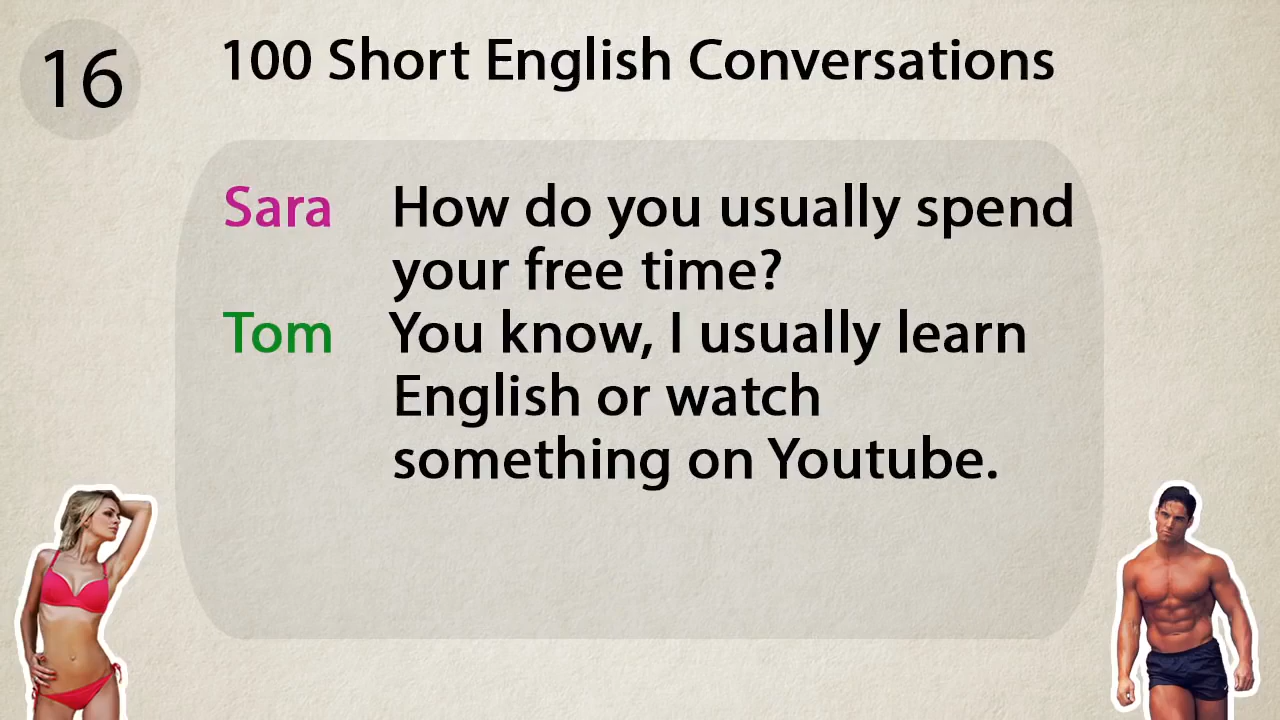 16
100 Short English Conversations
Sara How do you usually spend
your free time?
Tom You know, I usually learn
English or watch
something on Youtube.